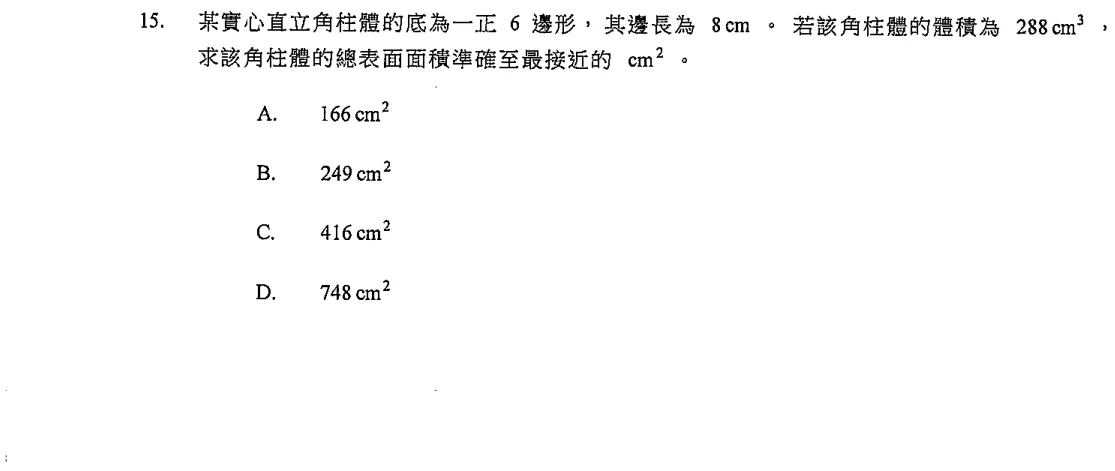 15. 某實心直立角柱體的底為一正 6 邊形，其邊長為 8 cm 。 若該角柱體的體積為 288 cm³ ，
求該角柱體的總表面面積準確至最接近的 cm² 。
A. 166 cm²
B. 249 cm²
C. 416 cm²
D. 748 cm²